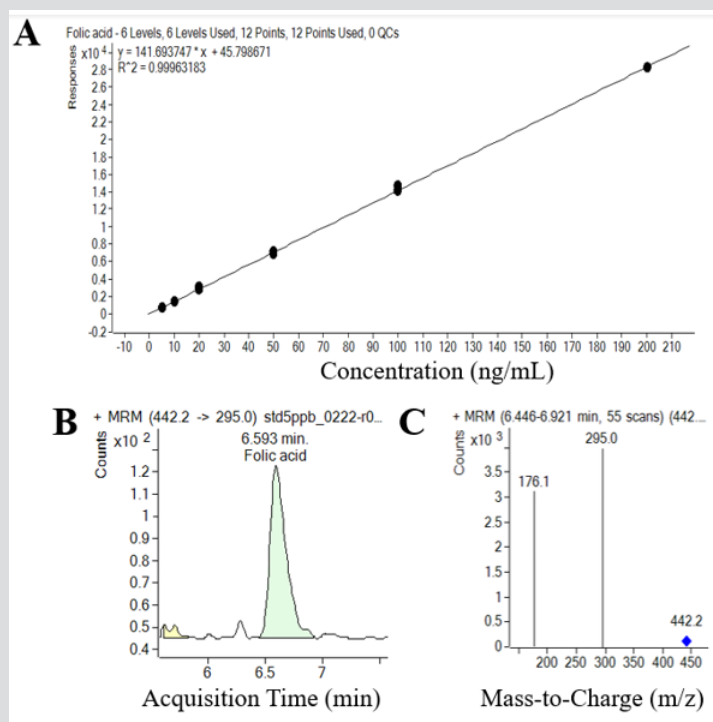 A
Folic acid - 6 Levels, 6 Levels Used, 12 Points, 12 Points Used, 0 QCs
y = 141.693747 * x + 45.798671
R^2 = 0.99963183
Responses
x10⁴
2.8
2.6
2.4
2.2
2
1.8
1.6
1.4
1.2
1
0.8
0.6
0.4
0.2
0
-0.2
-10 0 10 20 30 40 50 60 70 80 90 100 110 120 130 140 150 160 170 180 190 200 210
Concentration (ng/mL)
B
+ MRM (442.2 -> 295.0) std5ppb_0222-r0...
Counts
x10²
6.593 min.
Folic acid
1.2
1.1
1
0.9
0.8
0.7
0.6
0.5
0.4
6 6.5 7
Acquisition Time (min)
C
+ MRM (6.446-6.921 min, 55 scans) (442....
Counts
x10³
295.0
176.1
442.2
3.5
3
2.5
2
1.5
1
0.5
0
200 250 300 350 400 450
Mass-to-Charge (m/z)